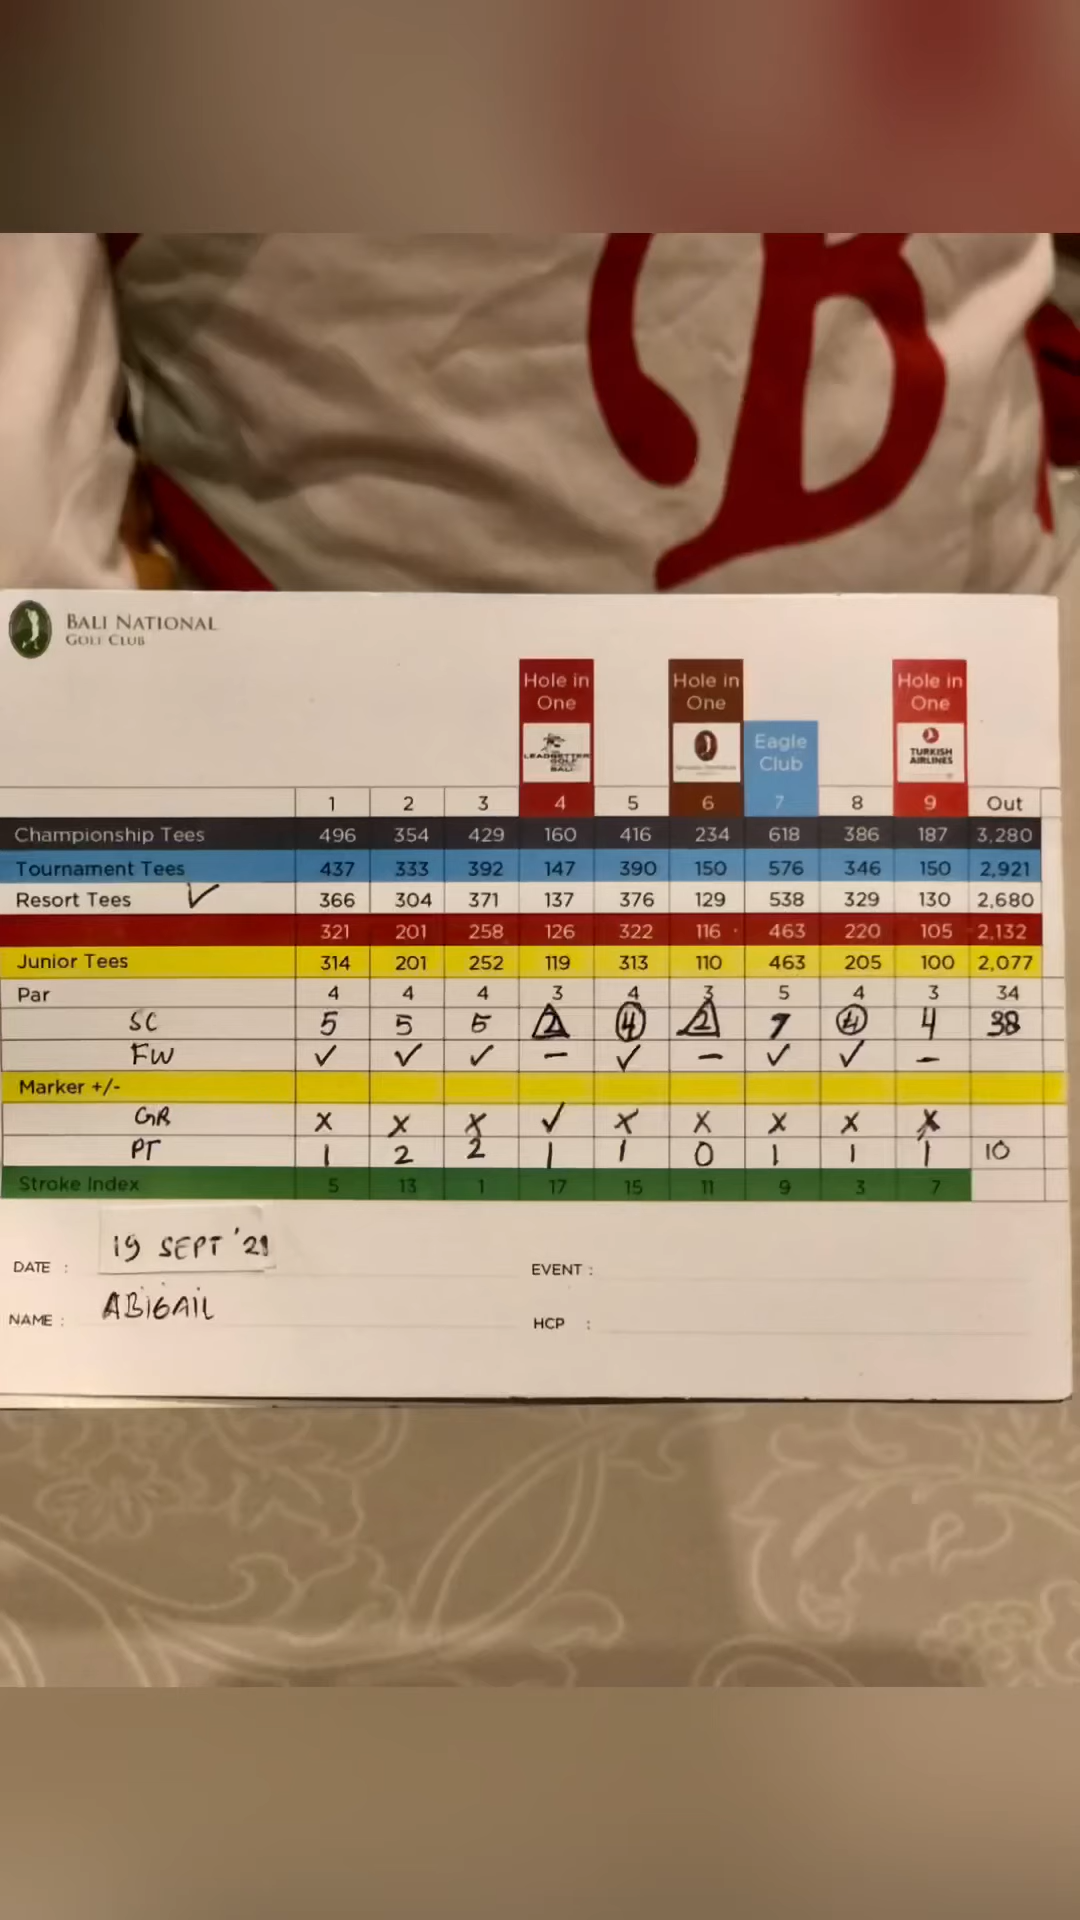 BALI NATIONAL
GOLF CLUB
Hole in One Hole in One Hole in One
LEADBETTER GOLF BALI Eagle Club TURKISH AIRLINES
1 2 3 4 5 6 7 8 9 Out
Championship Tees 496 354 429 160 416 234 618 386 187 3,280
Tournament Tees 437 333 392 147 390 150 576 346 150 2,921
Resort Tees ✓ 366 304 371 137 376 129 538 329 130 2,680
321 201 258 126 322 116 463 220 105 2,132
Junior Tees 314 201 252 119 313 110 463 205 100 2,077
Par 4 4 4 3 4 3 5 4 3 34
SC 5 5 5 2 4 2 7 4 4 38
FW ✓ ✓ ✓ – ✓ – ✓ ✓ –
Marker +/-
GR X X X ✓ X X X X X
PT 1 2 2 1 1 0 1 1 1 10
Stroke Index 5 13 1 17 15 11 9 3 7
DATE : 19 SEPT '21 EVENT :
NAME : ABIGAIL HCP :